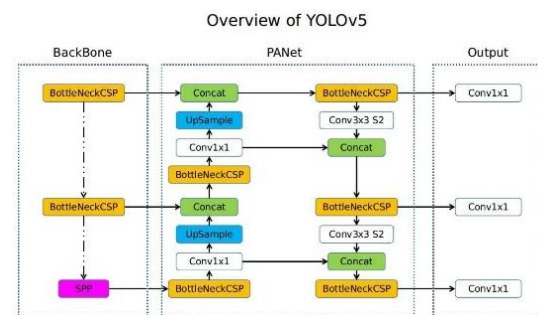 Overview of YOLOv5
BackBone PANet Output
BottleNeckCSP Concat BottleNeckCSP Conv1x1
UpSample Conv3x3 S2
Conv1x1 Concat
BottleNeckCSP
BottleNeckCSP Concat BottleNeckCSP Conv1x1
UpSample Conv3x3 S2
Conv1x1 Concat
SPP BottleNeckCSP BottleNeckCSP Conv1x1